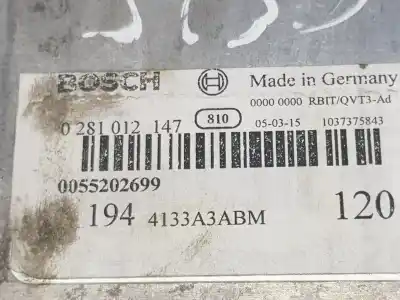 BOSCH Made in Germany
0000 0000 RBIT/QVT3-Ad
0 281 012 147 810 05-03-15 1037375843
0055202699
194 4133A3ABM 120